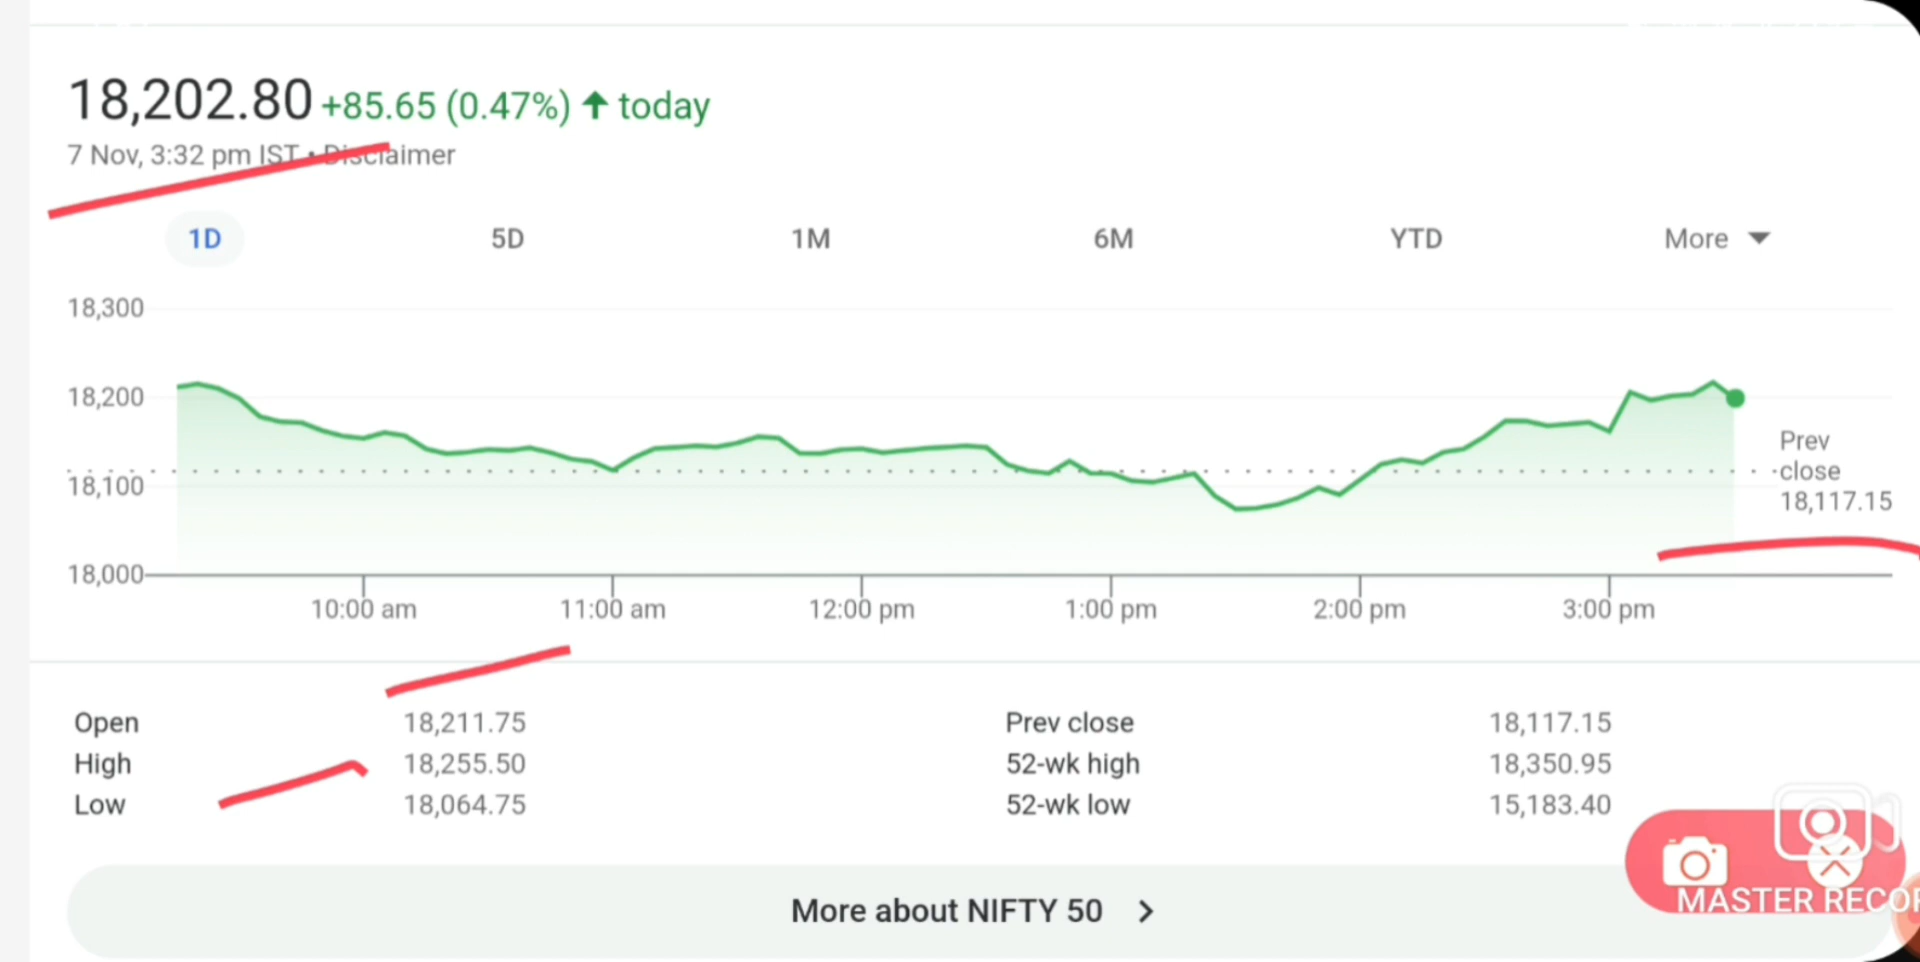 18,202.80 +85.65 (0.47%) ↑ today
7 Nov, 3:32 pm IST • Disclaimer
1D 5D 1M 6M YTD More
18,300
18,200
18,100
18,000
Prev
close
18,117.15
10:00 am 11:00 am 12:00 pm 1:00 pm 2:00 pm 3:00 pm
Open 18,211.75 Prev close 18,117.15
High 18,255.50 52-wk high 18,350.95
Low 18,064.75 52-wk low 15,183.40
More about NIFTY 50
MASTER RECOR